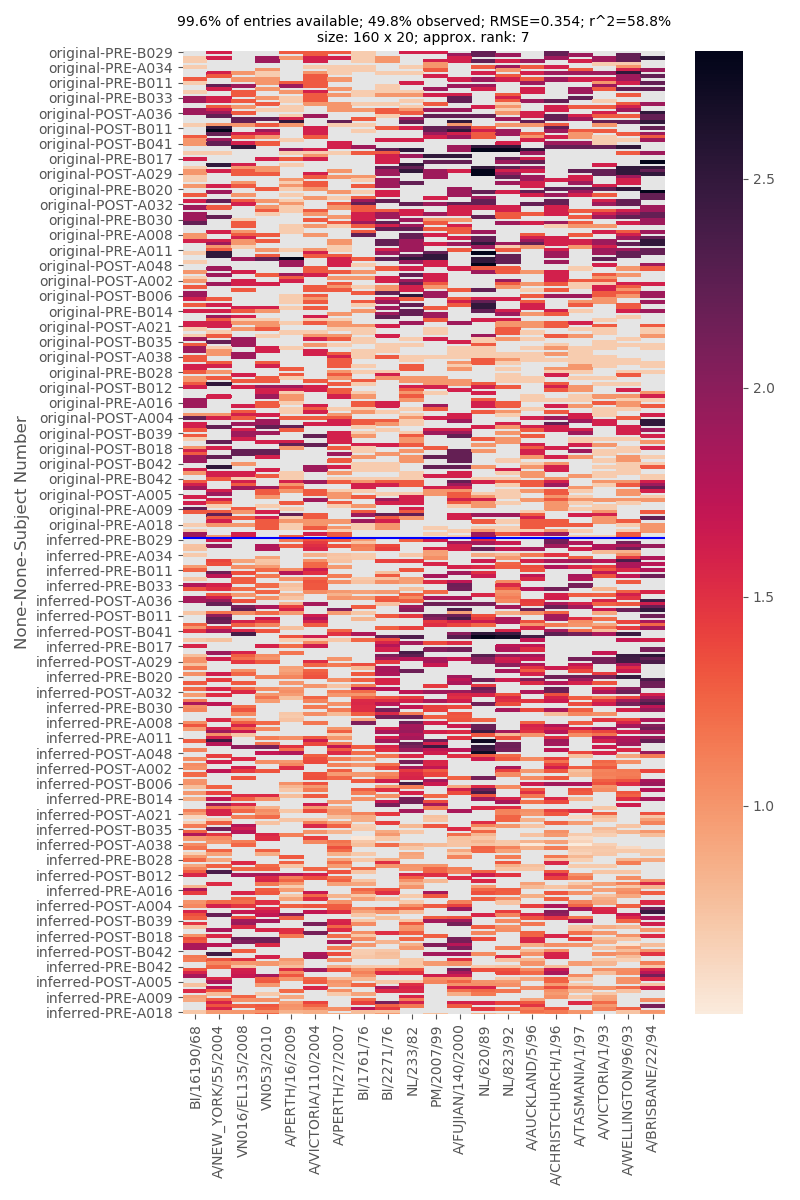 99.6% of entries available; 49.8% observed; RMSE=0.354; r^2=58.8%
size: 160 x 20; approx. rank: 7
None-None-Subject Number
original-PRE-B029
original-PRE-A034
original-PRE-B011
original-PRE-B033
original-POST-A036
original-POST-B011
original-POST-B041
original-PRE-B017
original-POST-A029
original-PRE-B020
original-POST-A032
original-PRE-B030
original-PRE-A008
original-PRE-A011
original-POST-A048
original-POST-A002
original-POST-B006
original-PRE-B014
original-POST-A021
original-POST-B035
original-POST-A038
original-PRE-B028
original-POST-B012
original-PRE-A016
original-POST-A004
original-POST-B039
original-POST-B018
original-POST-B042
original-PRE-B042
original-POST-A005
original-PRE-A009
original-PRE-A018
inferred-PRE-B029
inferred-PRE-A034
inferred-PRE-B011
inferred-PRE-B033
inferred-POST-A036
inferred-POST-B011
inferred-POST-B041
inferred-PRE-B017
inferred-POST-A029
inferred-PRE-B020
inferred-POST-A032
inferred-PRE-B030
inferred-PRE-A008
inferred-PRE-A011
inferred-POST-A048
inferred-POST-A002
inferred-POST-B006
inferred-PRE-B014
inferred-POST-A021
inferred-POST-B035
inferred-POST-A038
inferred-PRE-B028
inferred-POST-B012
inferred-PRE-A016
inferred-POST-A004
inferred-POST-B039
inferred-POST-B018
inferred-POST-B042
inferred-PRE-B042
inferred-POST-A005
inferred-PRE-A009
inferred-PRE-A018
BI/16190/68
A/NEW_YORK/55/2004
VN016/EL135/2008
VN053/2010
A/PERTH/16/2009
A/VICTORIA/110/2004
A/PERTH/27/2007
BI/1761/76
BI/2271/76
NL/233/82
PM/2007/99
A/FUJIAN/140/2000
NL/620/89
NL/823/92
A/AUCKLAND/5/96
A/CHRISTCHURCH/1/96
A/TASMANIA/1/97
A/VICTORIA/1/93
A/WELLINGTON/96/93
A/BRISBANE/22/94
2.5
2.0
1.5
1.0